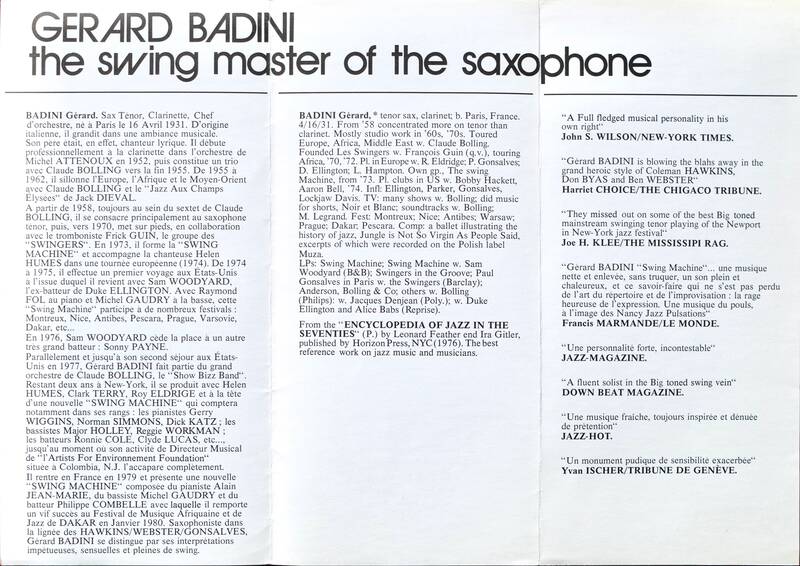 GERARD BADINI
the swing master of the saxophone
BADINI Gérard. Sax Ténor, Clarinette, Chef
d'orchestre, né à Paris le 16 Avril 1931. D'origine
italienne, il grandit dans une ambiance musicale.
Son père était, en effet, chanteur lyrique. Il débute
professionnellement à la clarinette dans l'orchestre de
Michel ATTENOUX en 1952, puis constitue un trio
avec Claude BOLLING vers la fin 1955. De 1955 à
1962, il sillonne l'Europe, l'Afrique et le Moyen-Orient
avec Claude BOLLING et le "Jazz Aux Champs
Elysées" de Jack DIEVAL.
A partir de 1958, toujours au sein du sextet de Claude
BOLLING, il se consacre principalement au saxophone
ténor, puis, vers 1970, met sur pieds, en collaboration
avec le tromboniste Frick GUIN, le groupe des
"SWINGERS". En 1973, il forme la "SWING
MACHINE" et accompagne la chanteuse Helen
HUMES dans une tournée européenne (1974). De 1974
à 1975, il effectue un premier voyage aux États-Unis
à l'issue duquel il revient avec Sam WOODYARD,
l'ex-batteur de Duke ELLINGTON. Avec Raymond
FOL au piano et Michel GAUDRY à la basse, cette
"Swing Machine" participe à de nombreux festivals :
Montreux, Nice, Antibes, Pescara, Prague, Varsovie,
Dakar, etc...
En 1976, Sam WOODYARD cède la place à un autre
très grand batteur : Sonny PAYNE.
Parallèlement et jusqu'à son second séjour aux États-
Unis en 1977, Gérard BADINI fait partie du grand
orchestre de Claude BOLLING, le "Show Bizz Band".
Restant deux ans à New-York, il se produit avec Helen
HUMES, Clark TERRY, Roy ELDRIGE et à la tête
d'une nouvelle "SWING MACHINE" qui comptera
notamment dans ses rangs : les pianistes Gerry
WIGGINS, Norman SIMMONS, Dick KATZ ; les
bassistes Major HOLLEY, Reggie WORKMAN ;
les batteurs Ronnie COLE, Clyde LUCAS, etc...,
jusqu'au moment où son activité de Directeur Musical
de "l'Artists For Environnement Foundation"
située à Colombia, N.J. l'accapare complètement.
Il rentre en France en 1979 et présente une nouvelle
"SWING MACHINE" composée du pianiste Alain
JEAN-MARIE, du bassiste Michel GAUDRY et du
batteur Philippe COMBELLE avec laquelle il remporte
un vif succès au Festival de Musique Afriquaine et de
Jazz de DAKAR en Janvier 1980. Saxophoniste dans
la lignée des HAWKINS/WEBSTER/GONSALVES,
Gérard BADINI se distingue par ses interprétations
impétueuses, sensuelles et pleines de swing.
BADINI Gérard, * tenor sax, clarinet; b. Paris, France.
4/16/31. From '58 concentrated more on tenor than
clarinet. Mostly studio work in '60s, '70s. Toured
Europe, Africa, Middle East w. Claude Bolling.
Founded Les Swingers w. François Guin (q.v.), touring
Africa, '70, '72. Pl. in Europe w. R. Eldridge; P. Gonsalves;
D. Ellington; L. Hampton. Own gp., The swing
Machine, from '73. Pl. clubs in US w. Bobby Hackett,
Aaron Bell, '74. Infl: Ellington, Parker, Gonsalves,
Lockjaw Davis. TV: many shows w. Bolling; did music
for shorts, Noir et Blanc; soundtracks w. Bolling;
M. Legrand. Fest: Montreux; Nice; Antibes; Warsaw;
Prague; Dakar; Pescara. Comp: a ballet illustrating the
history of jazz, Jungle is Not So Virgin As People Said,
excerpts of which were recorded on the Polish label
Muza.
LPs: Swing Machine; Swing Machine w. Sam
Woodyard (B&B); Swingers in the Groove; Paul
Gonsalves in Paris w. the Swingers (Barclay);
Anderson, Bolling & Co; others w. Bolling
(Philips): w. Jacques Denjean (Poly.); w. Duke
Ellington and Alice Babs (Reprise).
From the "ENCYCLOPEDIA OF JAZZ IN THE
SEVENTIES" (P.) by Leonard Feather end Ira Gitler,
published by Horizon Press, NYC (1976). The best
reference work on jazz music and musicians.
"A Full fledged musical personality in his
own right"
John S. WILSON/NEW-YORK TIMES.
"Gérard BADINI is blowing the blahs away in the
grand heroic style of Coleman HAWKINS,
Don BYAS and Ben WEBSTER"
Harriet CHOICE/THE CHIGACO TRIBUNE.
"They missed out on some of the best Big toned
mainstream swinging tenor playing of the Newport
in New-York jazz festival"
Joe H. KLEE/THE MISSISSIPI RAG.
"Gérard BADINI "Swing Machine"... une musique
nette et enlevée, sans truquer, un son plein et
chaleureux, et ce savoir-faire qui ne s'est pas perdu
de l'art du répertoire et de l'improvisation : la rage
heureuse de l'expression. Une musique du pouls,
à l'image des Nancy Jazz Pulsations"
Francis MARMANDE/LE MONDE.
"Une personnalité forte, incontestable"
JAZZ-MAGAZINE.
"A fluent solist in the Big toned swing vein"
DOWN BEAT MAGAZINE.
"Une musique fraîche, toujours inspirée et dénuée
de prétention"
JAZZ-HOT.
"Un monument pudique de sensibilité exacerbée"
Yvan ISCHER/TRIBUNE DE GENÈVE.